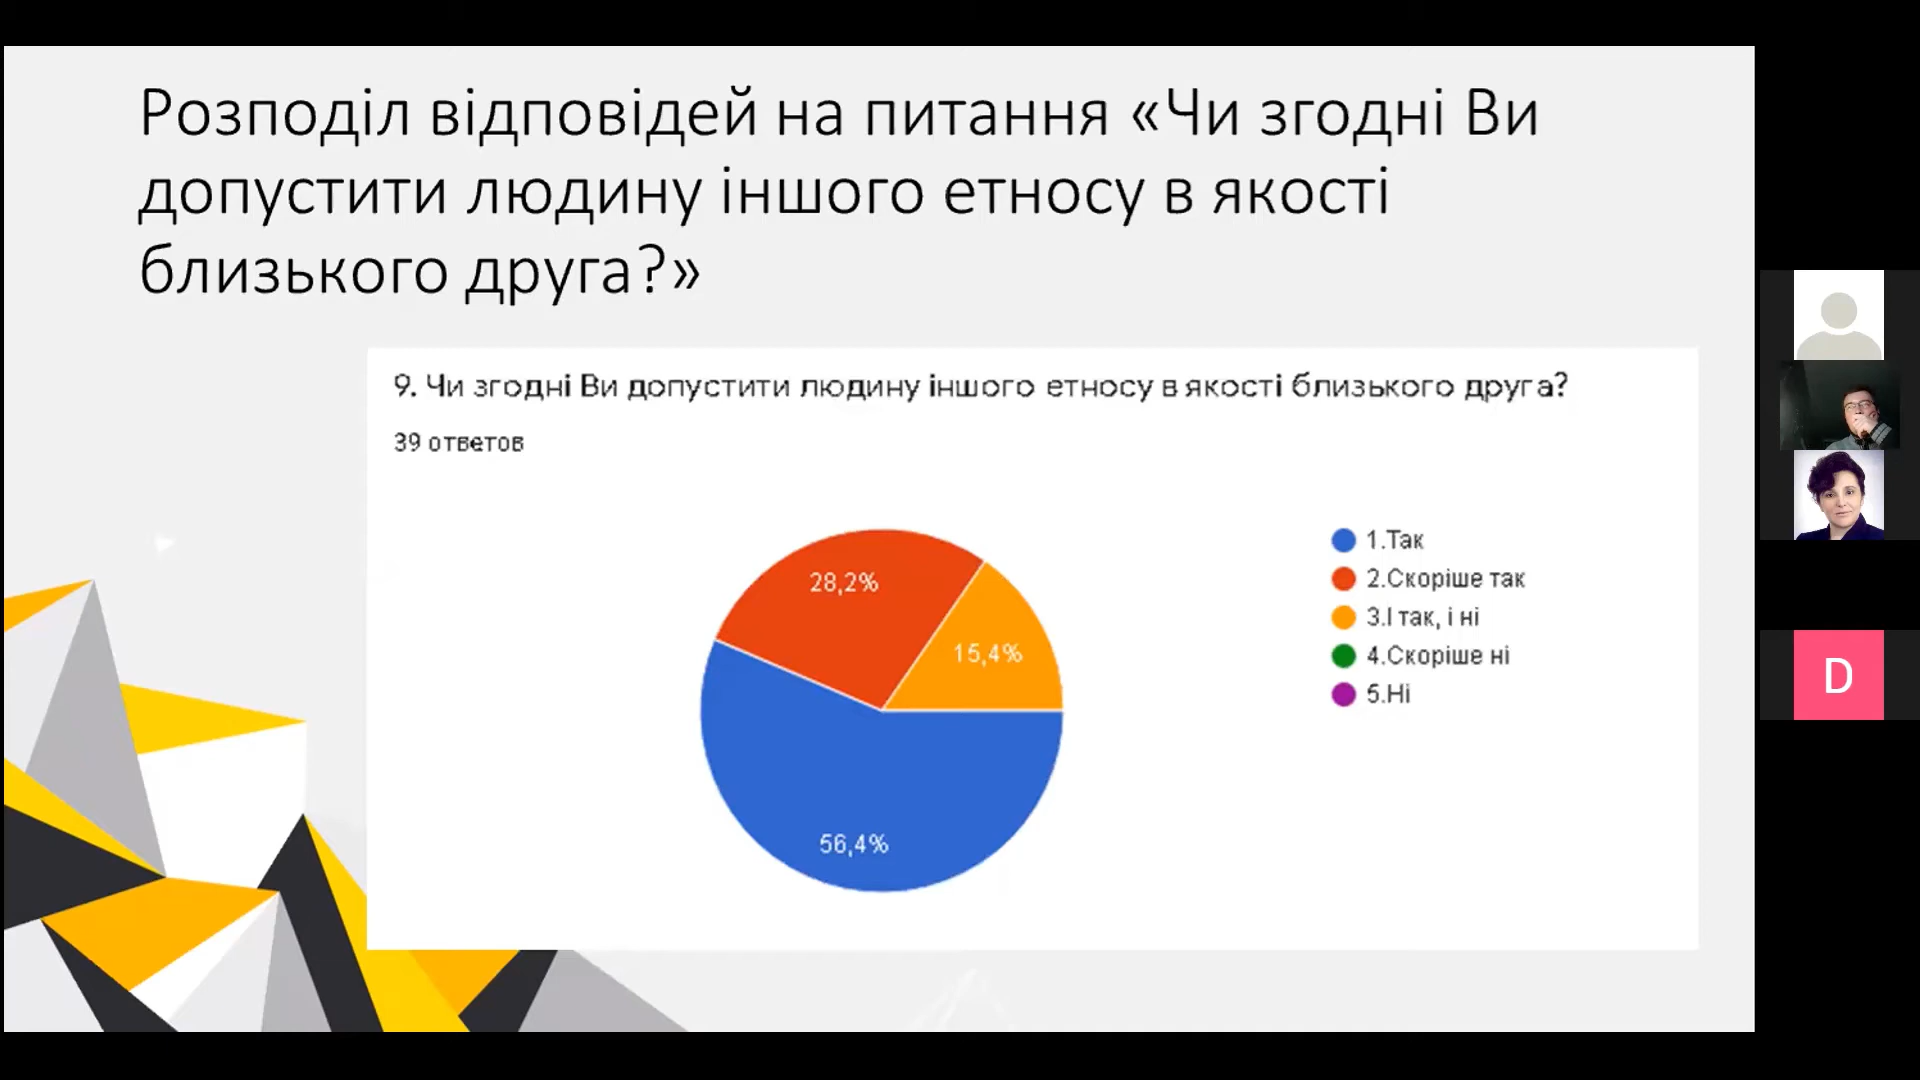 Розподіл відповідей на питання «Чи згодні Ви
допустити людину іншого етносу в якості
близького друга?»
9. Чи згодні Ви допустити людину іншого етносу в якості близького друга?
39 ответов
28,2%
15,4%
56,4%
1.Так
2.Скоріше так
3.І так, і ні
4.Скоріше ні
5.Ні
D